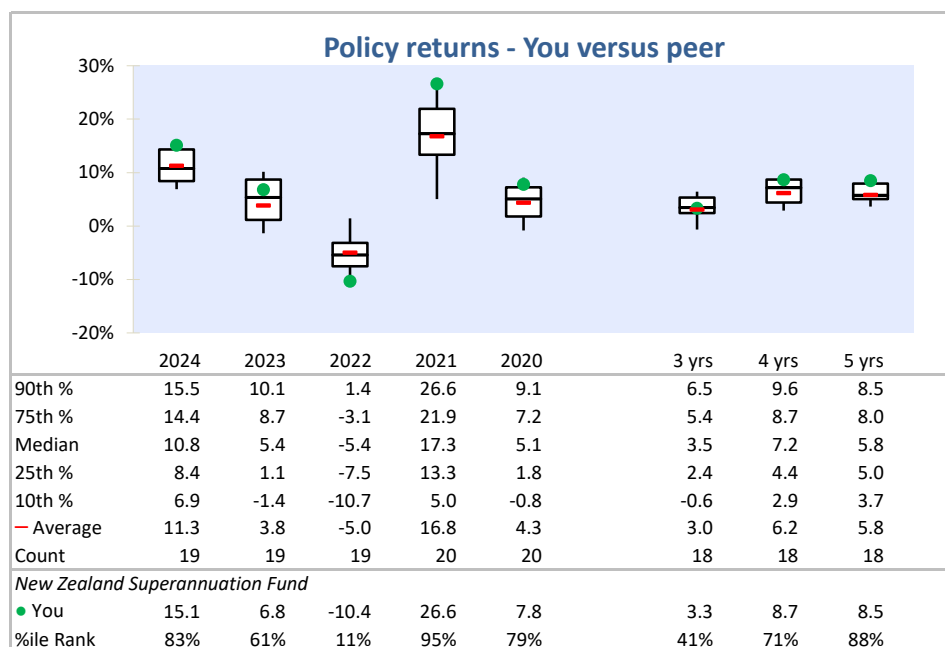 Policy returns - You versus peer
30%
20%
10%
0%
-10%
-20%
2024 2023 2022 2021 2020 3 yrs 4 yrs 5 yrs
90th % 15.5 10.1 1.4 26.6 9.1 6.5 9.6 8.5
75th % 14.4 8.7 -3.1 21.9 7.2 5.4 8.7 8.0
Median 10.8 5.4 -5.4 17.3 5.1 3.5 7.2 5.8
25th % 8.4 1.1 -7.5 13.3 1.8 2.4 4.4 5.0
10th % 6.9 -1.4 -10.7 5.0 -0.8 -0.6 2.9 3.7
Average 11.3 3.8 -5.0 16.8 4.3 3.0 6.2 5.8
Count 19 19 19 20 20 18 18 18
New Zealand Superannuation Fund
You 15.1 6.8 -10.4 26.6 7.8 3.3 8.7 8.5
%ile Rank 83% 61% 11% 95% 79% 41% 71% 88%